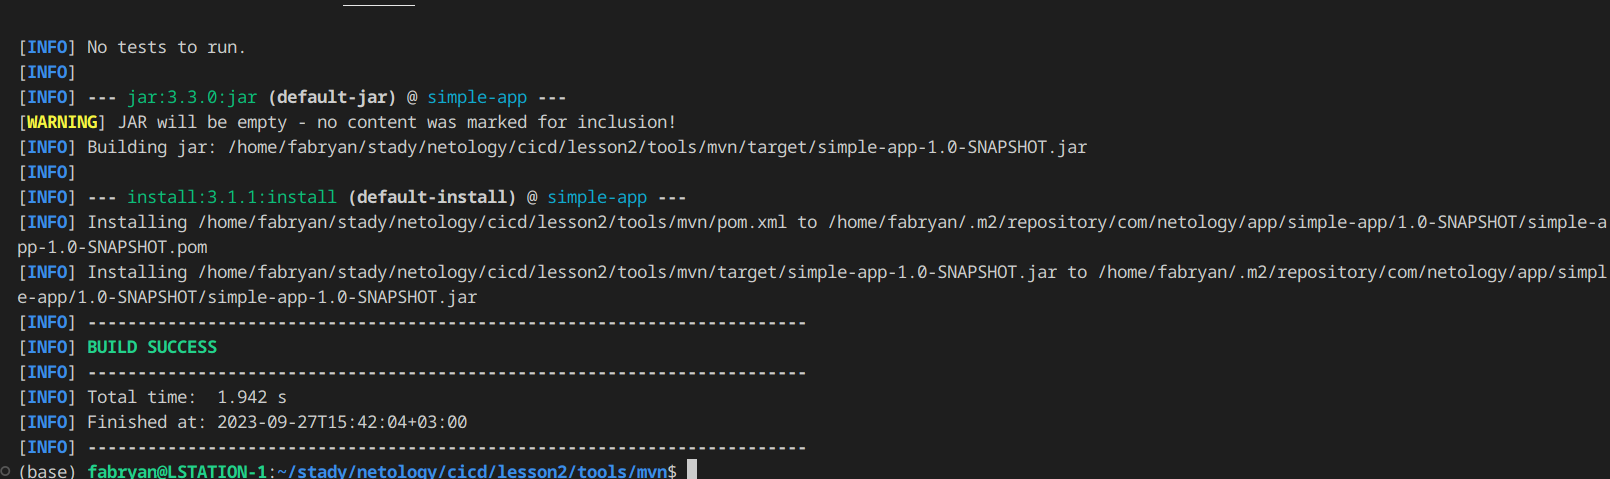 [INFO] No tests to run.
[INFO]
[INFO] --- jar:3.3.0:jar (default-jar) @ simple-app ---
[WARNING] JAR will be empty - no content was marked for inclusion!
[INFO] Building jar: /home/fabryan/stady/netology/cicd/lesson2/tools/mvn/target/simple-app-1.0-SNAPSHOT.jar
[INFO]
[INFO] --- install:3.1.1:install (default-install) @ simple-app ---
[INFO] Installing /home/fabryan/stady/netology/cicd/lesson2/tools/mvn/pom.xml to /home/fabryan/.m2/repository/com/netology/app/simple-app/1.0-SNAPSHOT/simple-a
pp-1.0-SNAPSHOT.pom
[INFO] Installing /home/fabryan/stady/netology/cicd/lesson2/tools/mvn/target/simple-app-1.0-SNAPSHOT.jar to /home/fabryan/.m2/repository/com/netology/app/simpl
e-app/1.0-SNAPSHOT/simple-app-1.0-SNAPSHOT.jar
[INFO] ------------------------------------------------------------------------
[INFO] BUILD SUCCESS
[INFO] ------------------------------------------------------------------------
[INFO] Total time:  1.942 s
[INFO] Finished at: 2023-09-27T15:42:04+03:00
[INFO] ------------------------------------------------------------------------
(base) fabryan@LSTATION-1:~/stady/netology/cicd/lesson2/tools/mvn$